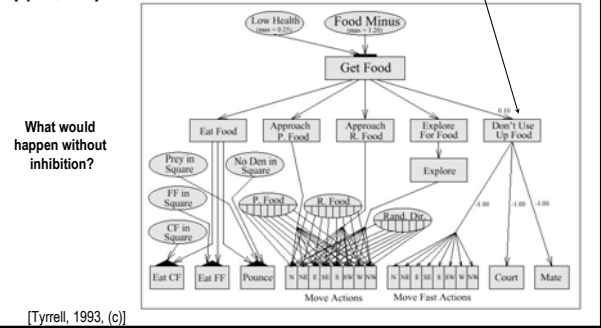 Low Health
(max = 0.25)
Food Minus
(max = 1.20)
Get Food
0.10
Eat Food
Approach
P. Food
Approach
R. Food
Explore
For Food
Don't Use
Up Food
What would
happen without
inhibition?
Prey in
Square
No Den in
Square
Explore
FF in
Square
P. Food
R. Food
Rand. Dir.
-1.00
-1.00
-1.00
CF in
Square
Eat CF
Eat FF
Pounce
N NE E SE S SW W NW
N NE E SE S SW W NW
Court
Mate
Move Actions
Move Fast Actions
[Tyrrell, 1993, (c)]